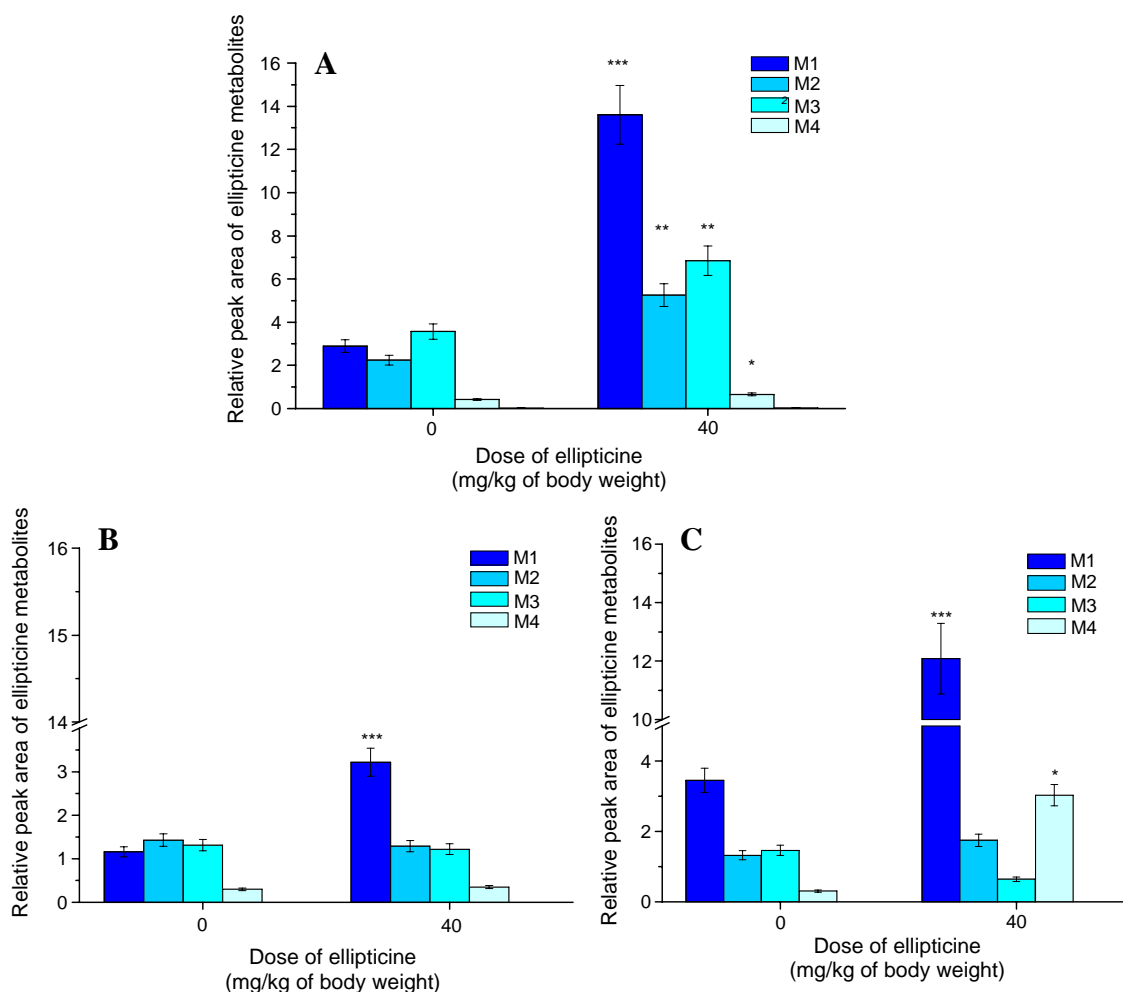 A
Relative peak area of ellipticine metabolites
16
14
12
10
8
6
4
2
0
***
**
**
*
M1
M2
M3
2
M4
0
40
Dose of ellipticine
(mg/kg of body weight)
B
Relative peak area of ellipticine metabolites
16
15
14
3
2
1
0
***
M1
M2
M3
M4
0
40
Dose of ellipticine
(mg/kg of body weight)
C
Relative peak area of ellipticine metabolites
16
14
12
10
4
2
0
***
*
M1
M2
M3
M4
0
40
Dose of ellipticine
(mg/kg of body weight)